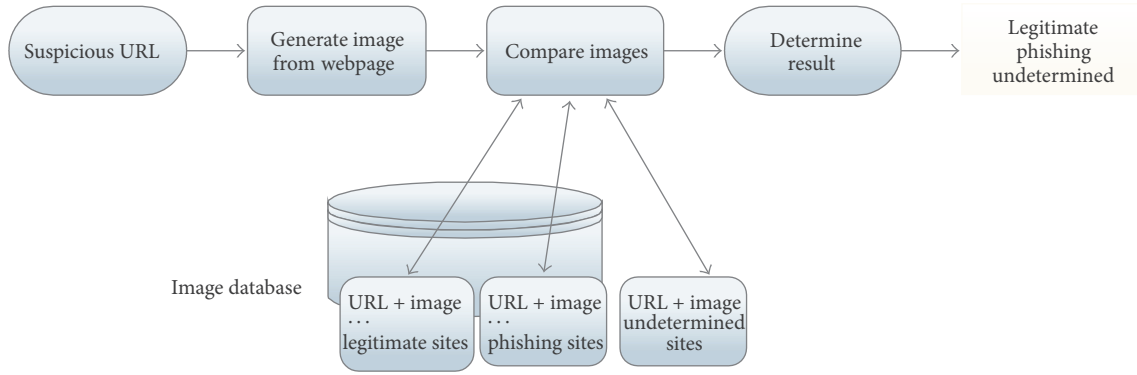 Suspicious URL
Generate image
from webpage
Compare images
Determine
result
Legitimate
phishing
undetermined
Image database
URL + image
...
legitimate sites
URL + image
...
phishing sites
URL + image
undetermined
sites